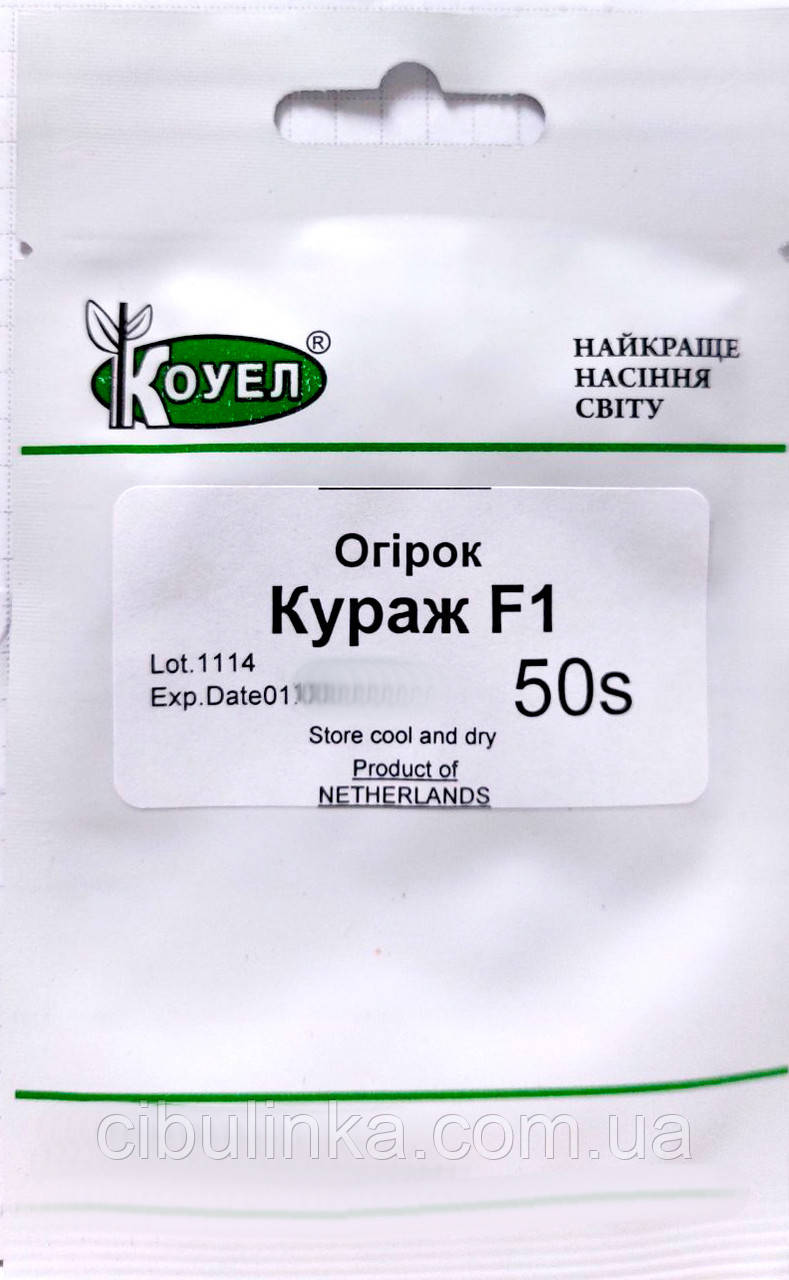 КОУЕЛ ®
НАЙКРАЩЕ
НАСІННЯ
СВІТУ
Огірок
Кураж F1
Lot.1114
Exp.Date01.
50s
Store cool and dry
Product of
NETHERLANDS
cibulinka.com.ua